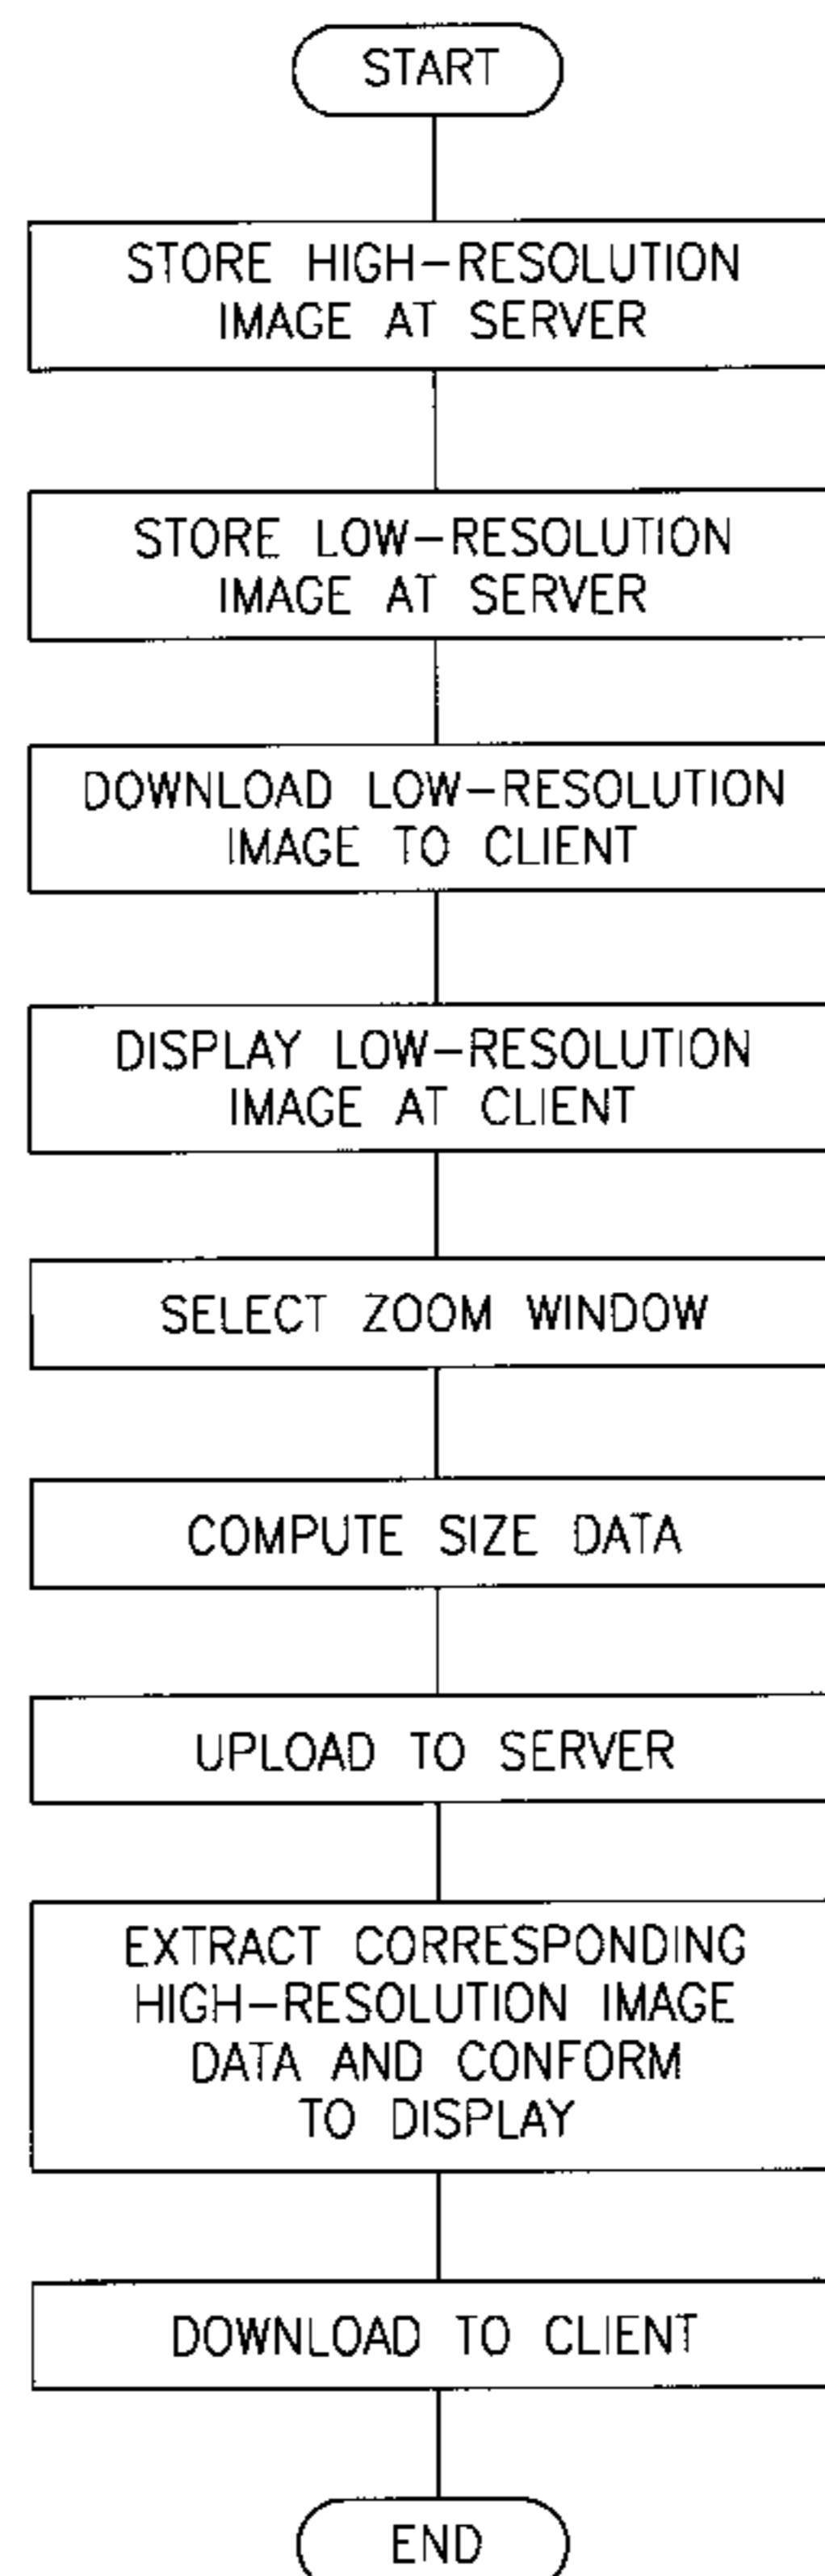 START
STORE HIGH-RESOLUTION
IMAGE AT SERVER
STORE LOW-RESOLUTION
IMAGE AT SERVER
DOWNLOAD LOW-RESOLUTION
IMAGE TO CLIENT
DISPLAY LOW-RESOLUTION
IMAGE AT CLIENT
SELECT ZOOM WINDOW
COMPUTE SIZE DATA
UPLOAD TO SERVER
EXTRACT CORRESPONDING
HIGH-RESOLUTION IMAGE
DATA AND CONFORM
TO DISPLAY
DOWNLOAD TO CLIENT
END